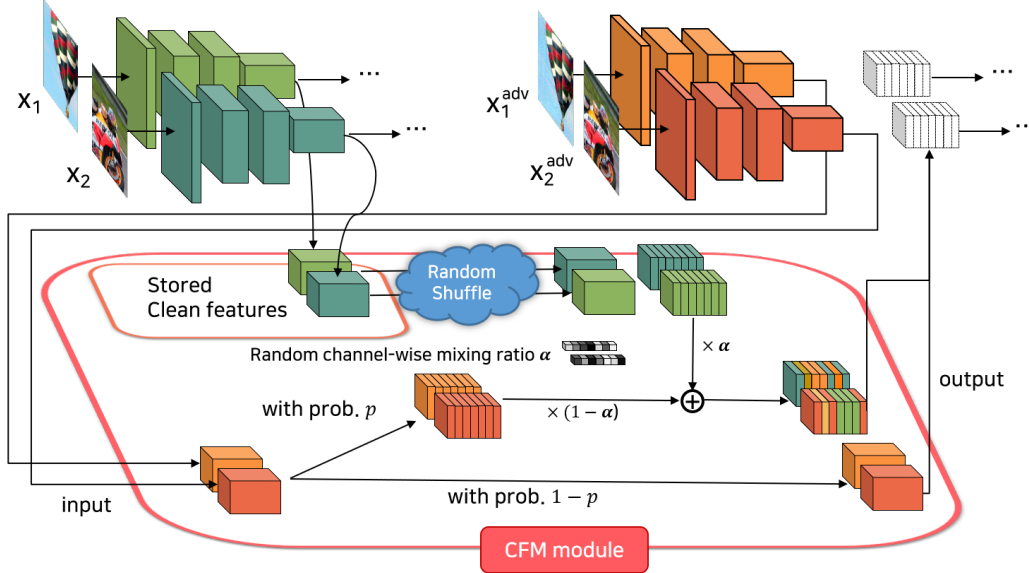 X₁
...
X₂
...
X₁ᵃᵈᵛ
X₂ᵃᵈᵛ
...
...
Stored
Clean features
Random
Shuffle
Random channel-wise mixing ratio α
× α
with prob. p
× (1 − α)
output
input
with prob. 1 − p
CFM module